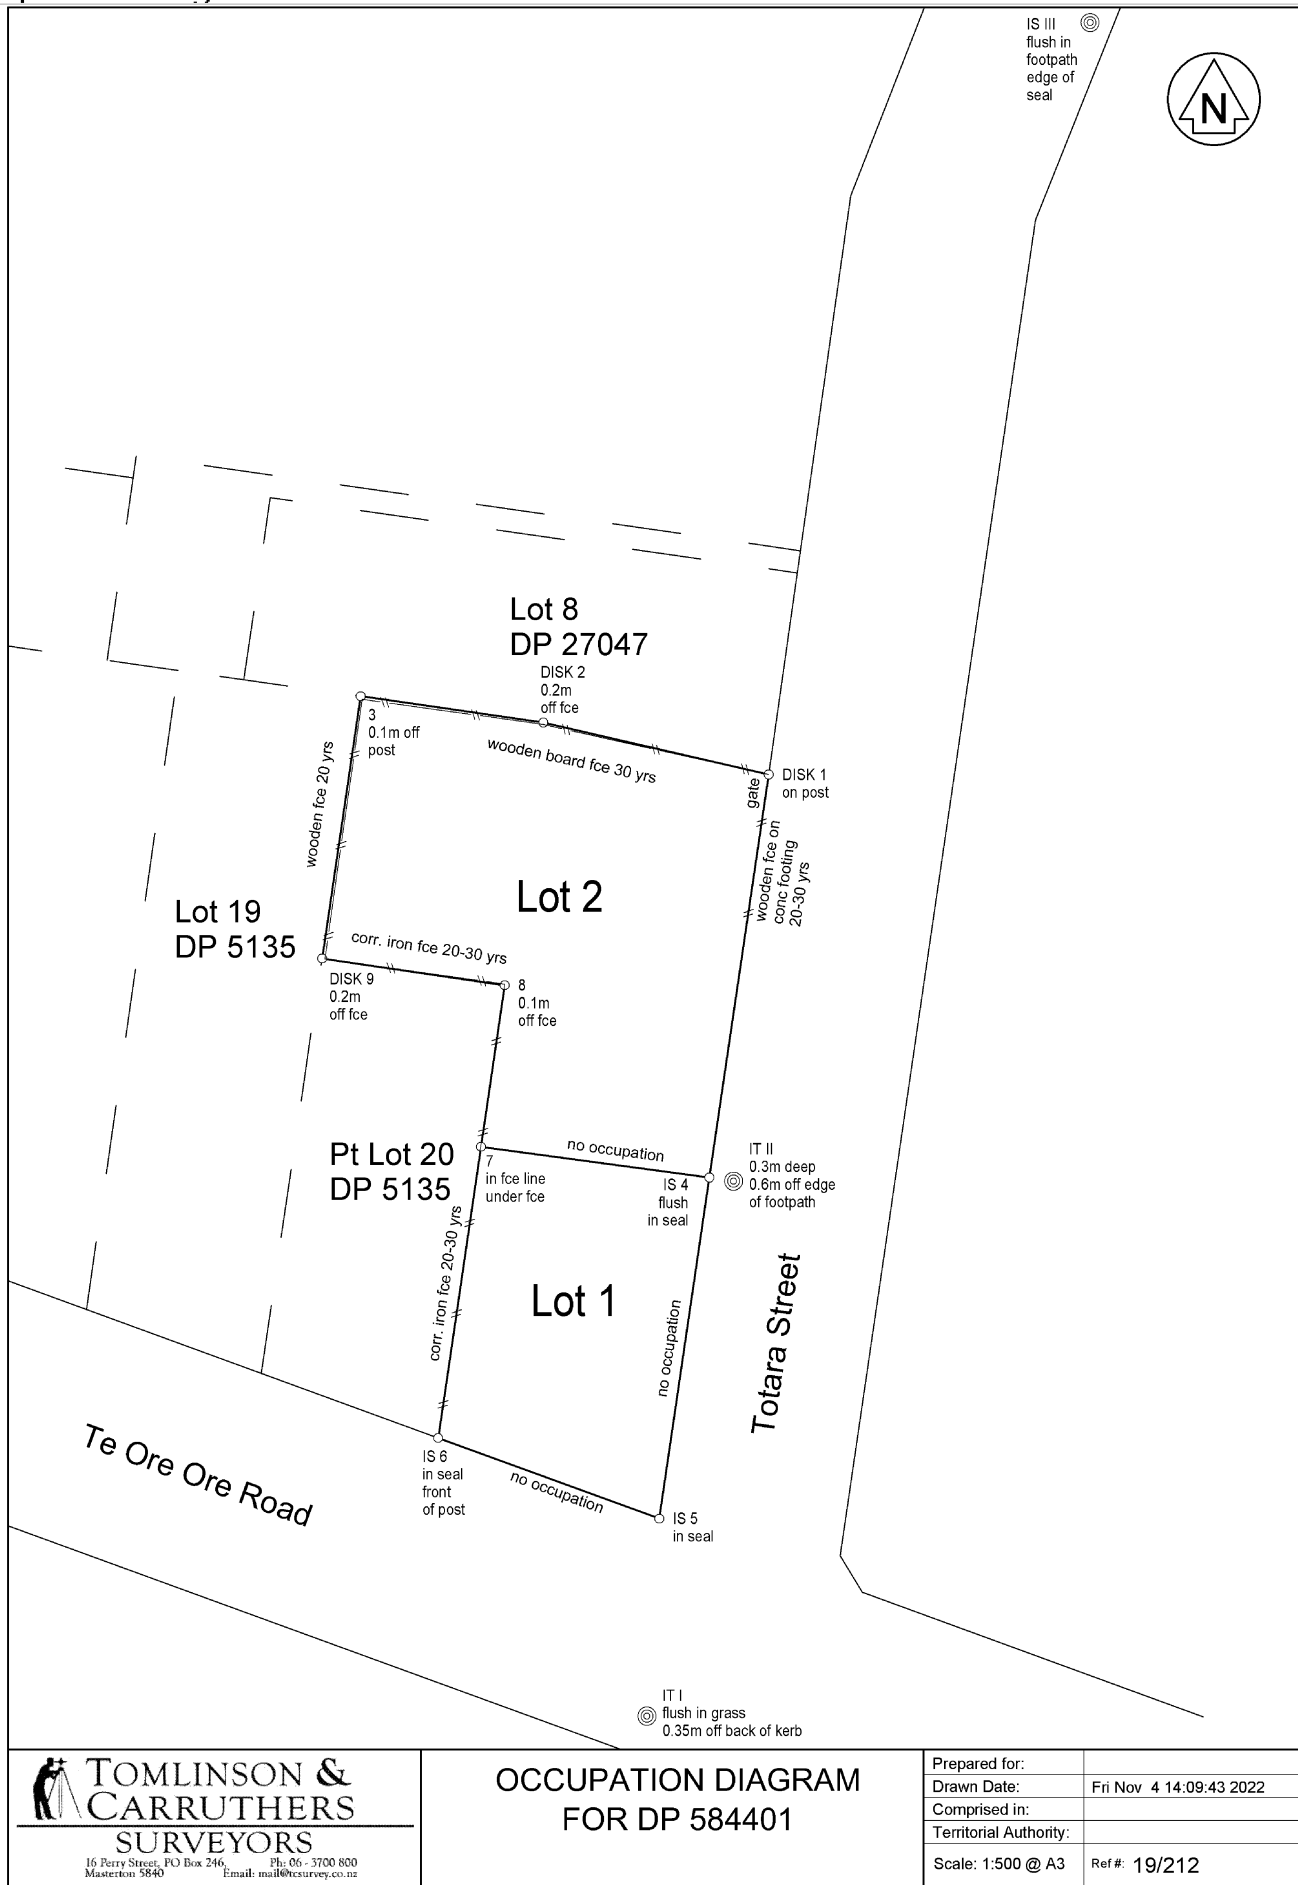 IS III
flush in
footpath
edge of
seal
N
Lot 8
DP 27047
DISK 2
0.2m
off fce
3
0.1m off
post
wooden board fce 30 yrs
DISK 1
on post
gate
wooden fce 20 yrs
wooden fce on
conc footing
20-30 yrs
Lot 2
Lot 19
DP 5135
corr. iron fce 20-30 yrs
DISK 9
0.2m
off fce
8
0.1m
off fce
Pt Lot 20
DP 5135
no occupation
7
in fce line
under fce
IS 4
flush
in seal
IT II
0.3m deep
0.6m off edge
of footpath
corr. iron fce 20-30 yrs
Lot 1
no occupation
Totara Street
Te Ore Ore Road
IS 6
in seal
front
of post
no occupation
IS 5
in seal
IT I
flush in grass
0.35m off back of kerb
TOMLINSON &
CARRUTHERS
SURVEYORS
16 Perry Street, PO Box 246, Ph: 06 - 3700 800
Masterton 5840 Email: mail@tcsurvey.co.nz
OCCUPATION DIAGRAM
FOR DP 584401
Prepared for:
Drawn Date: Fri Nov 4 14:09:43 2022
Comprised in:
Territorial Authority:
Scale: 1:500 @ A3 Ref #: 19/212